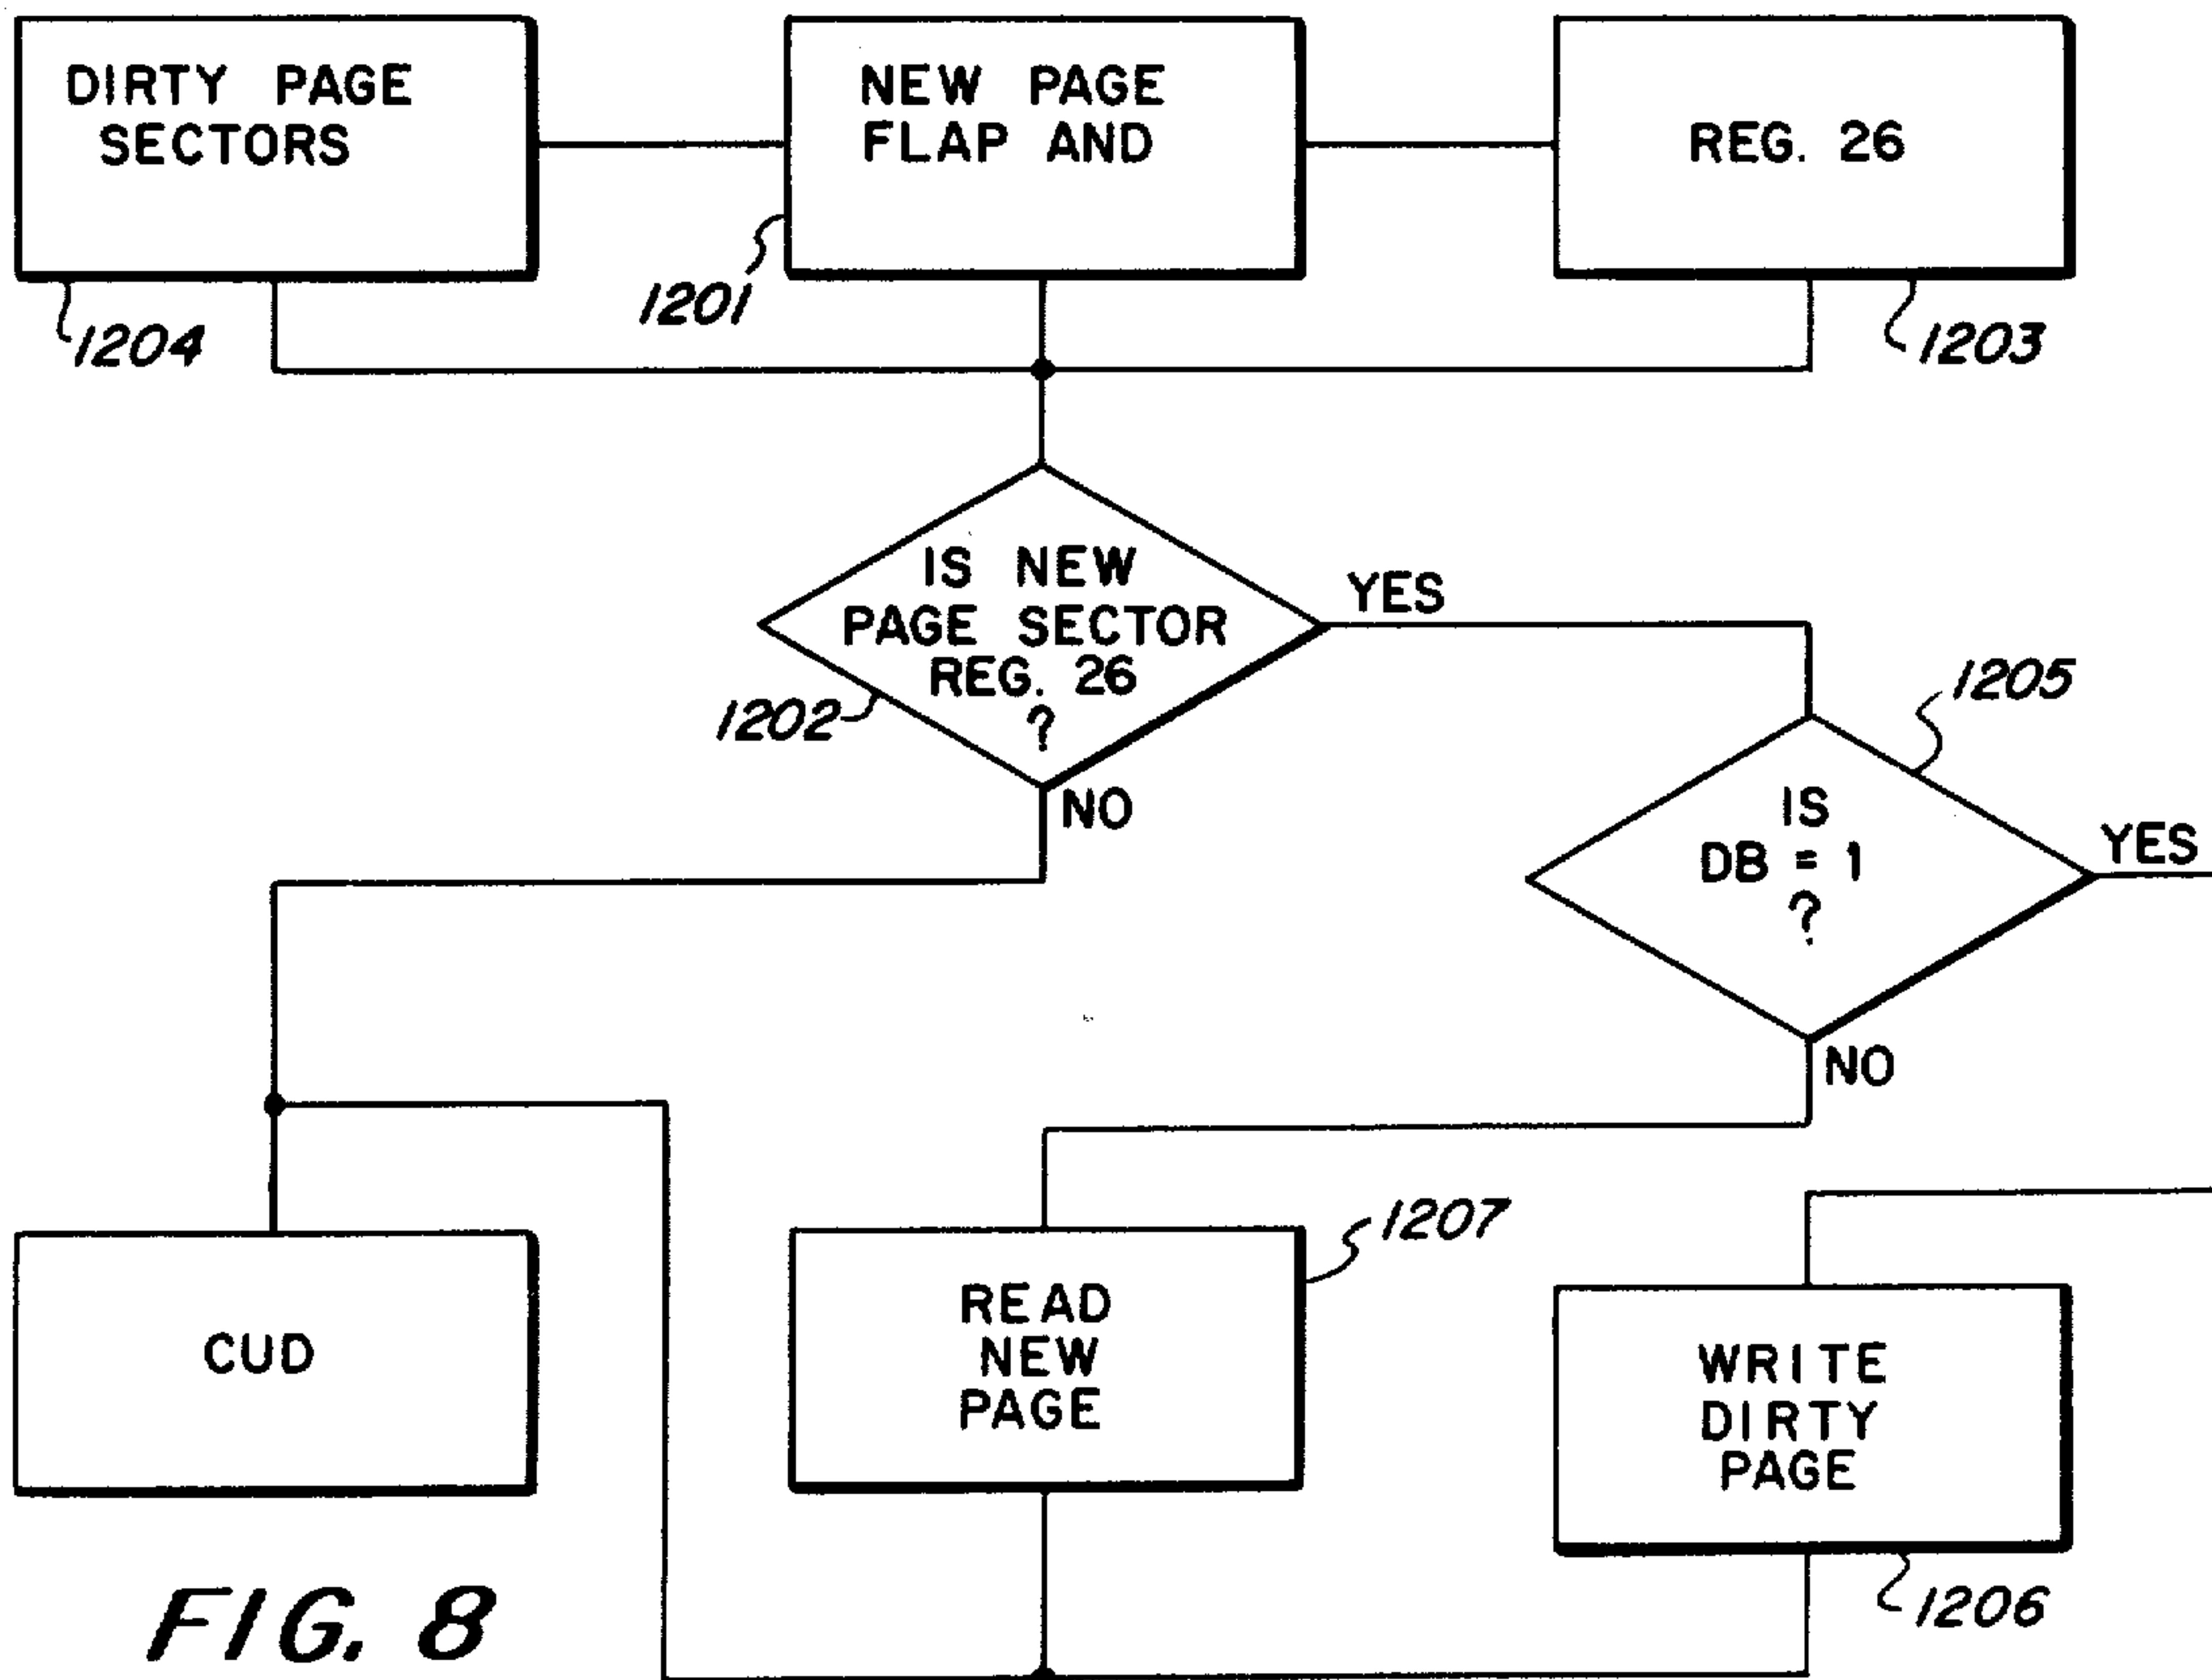 DIRTY PAGE
SECTORS
1204
NEW PAGE
FLAP AND
1201
REG. 26
1203
IS NEW
PAGE SECTOR
REG. 26
?
1202
YES
NO
1205
IS
DB = 1
?
YES
NO
CUD
READ
NEW
PAGE
1207
WRITE
DIRTY
PAGE
1206
FIG. 8